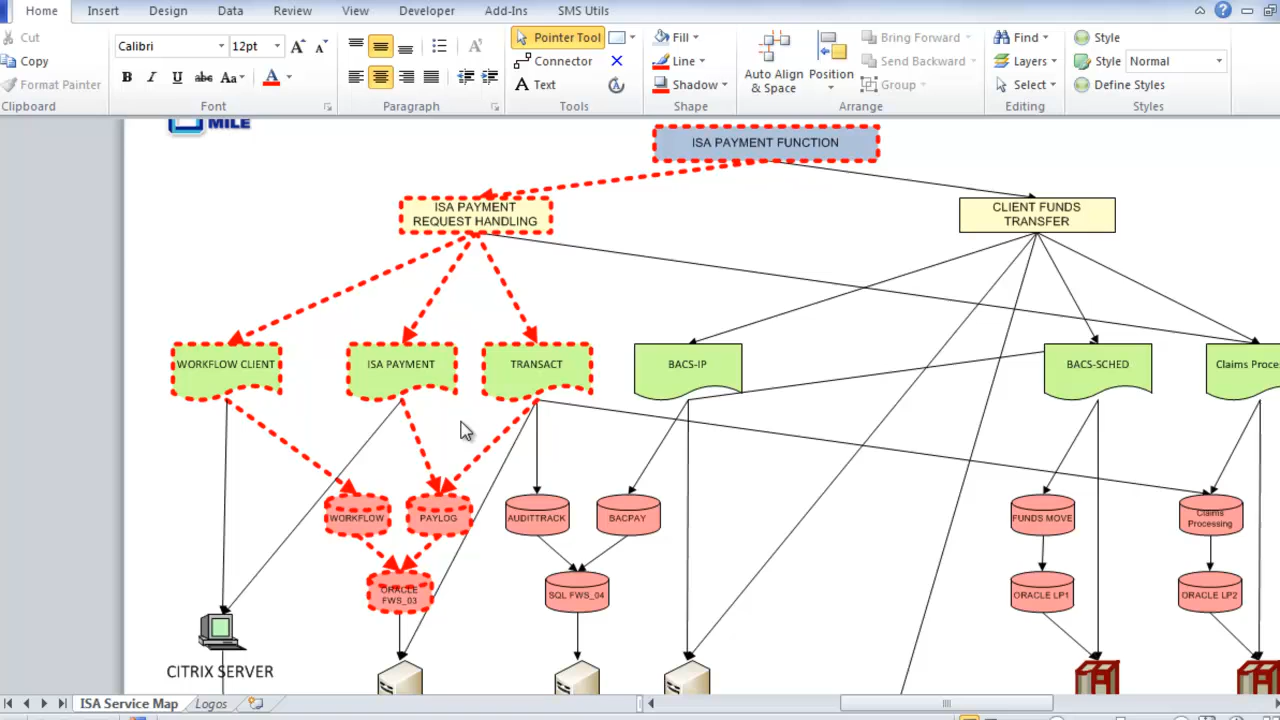 Home Insert Design Data Review View Developer Add-Ins SMS Utils
Cut
Copy
Format Painter
Clipboard
Calibri 12pt
B I U abc Aa A
Font
Paragraph
Pointer Tool
Connector
A Text
Tools
Fill
Line
Shadow
Shape
Auto Align
& Space
Position
Bring Forward
Send Backward
Group
Arrange
Find
Layers
Select
Editing
Style
Style Normal
Define Styles
Styles
MILE
ISA PAYMENT FUNCTION
ISA PAYMENT
REQUEST HANDLING
CLIENT FUNDS
TRANSFER
WORKFLOW CLIENT
ISA PAYMENT
TRANSACT
BACS-IP
BACS-SCHED
Claims Proce
WORKFLOW
PAYLOG
AUDITTRACK
BACPAY
FUNDS MOVE
Claims
Processing
ORACLE
FWS_03
SQL FWS_04
ORACLE LP1
ORACLE LP2
CITRIX SERVER
ISA Service Map Logos